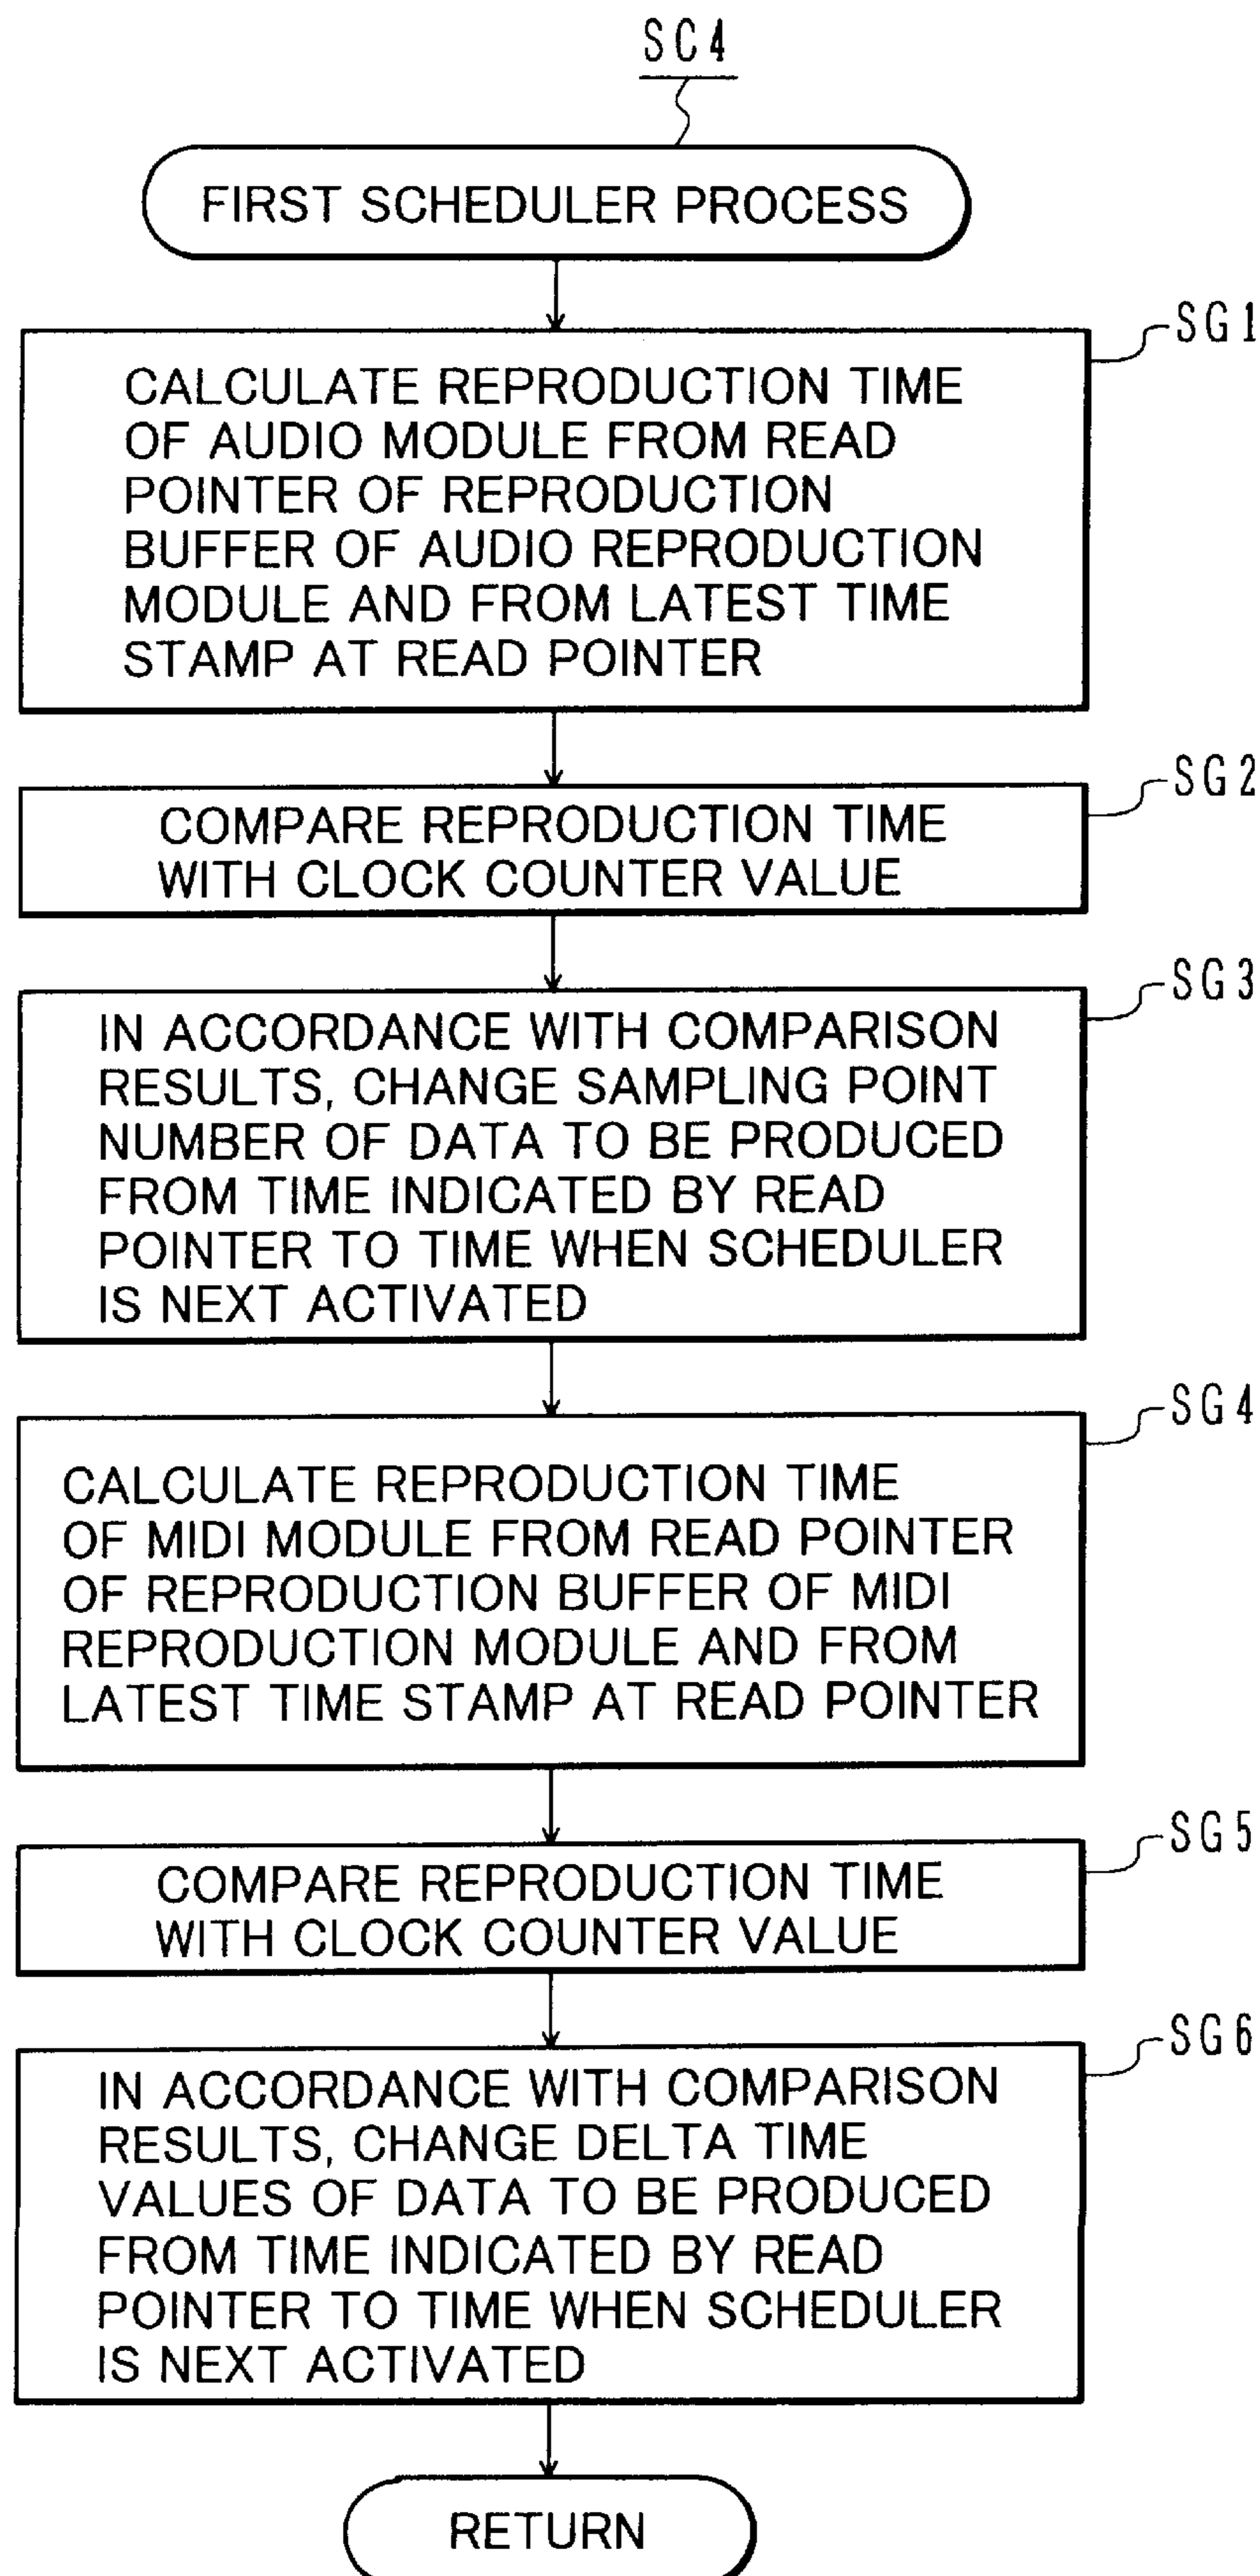 SC4
FIRST SCHEDULER PROCESS
SG1
CALCULATE REPRODUCTION TIME
OF AUDIO MODULE FROM READ
POINTER OF REPRODUCTION
BUFFER OF AUDIO REPRODUCTION
MODULE AND FROM LATEST TIME
STAMP AT READ POINTER
SG2
COMPARE REPRODUCTION TIME
WITH CLOCK COUNTER VALUE
SG3
IN ACCORDANCE WITH COMPARISON
RESULTS, CHANGE SAMPLING POINT
NUMBER OF DATA TO BE PRODUCED
FROM TIME INDICATED BY READ
POINTER TO TIME WHEN SCHEDULER
IS NEXT ACTIVATED
SG4
CALCULATE REPRODUCTION TIME
OF MIDI MODULE FROM READ POINTER
OF REPRODUCTION BUFFER OF MIDI
REPRODUCTION MODULE AND FROM
LATEST TIME STAMP AT READ POINTER
SG5
COMPARE REPRODUCTION TIME
WITH CLOCK COUNTER VALUE
SG6
IN ACCORDANCE WITH COMPARISON
RESULTS, CHANGE DELTA TIME
VALUES OF DATA TO BE PRODUCED
FROM TIME INDICATED BY READ
POINTER TO TIME WHEN SCHEDULER
IS NEXT ACTIVATED
RETURN